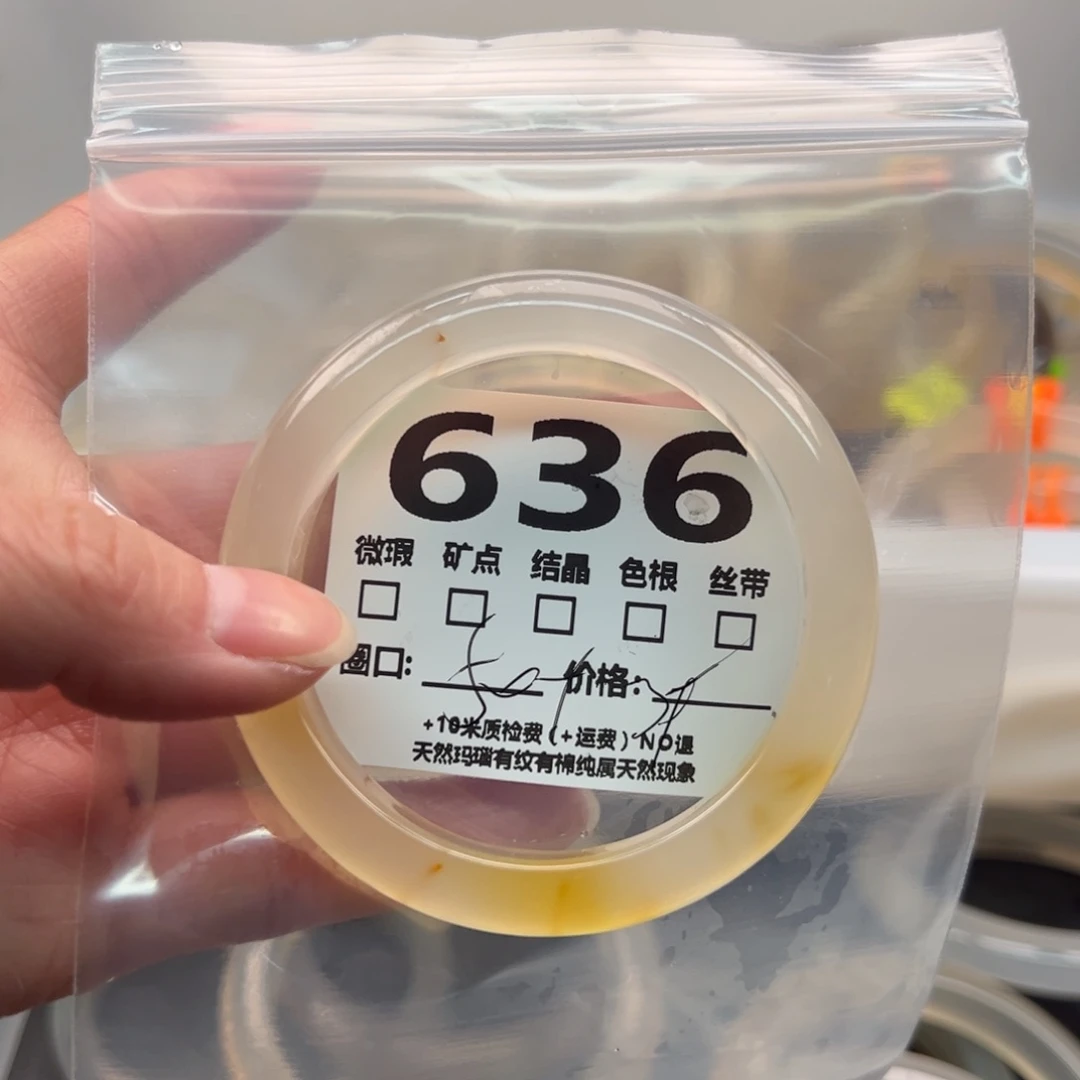 636
微瑕 矿点 结晶 色根 丝带
圈口: 价格:
+10米质检费(+运费)NO退
天然玛瑙有纹有棉纯属天然现象